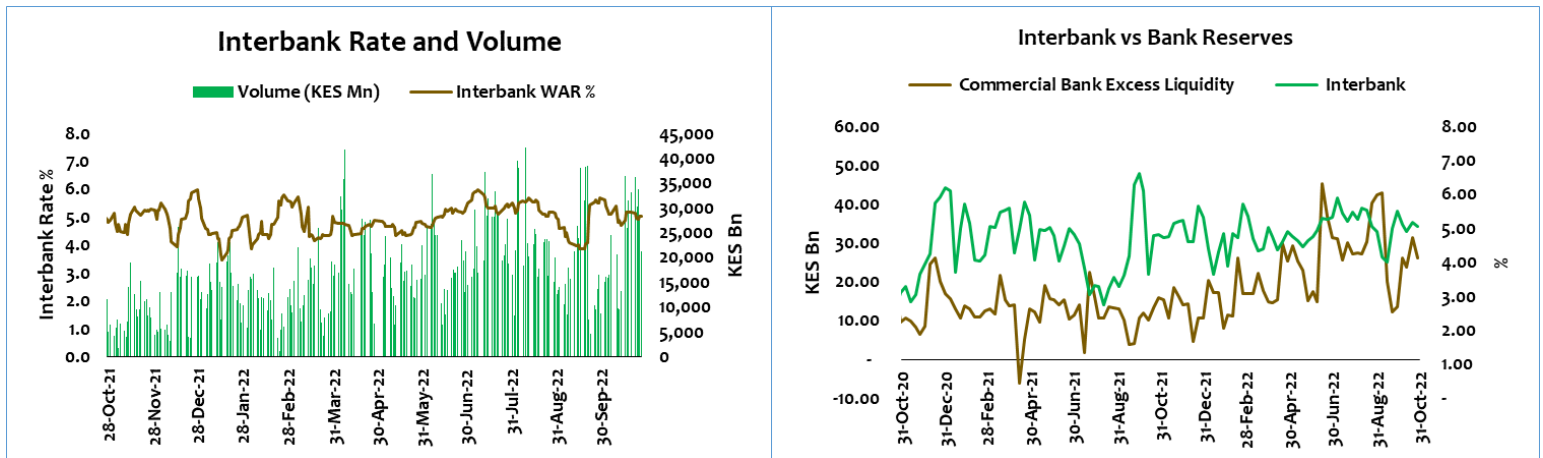 Interbank Rate and Volume
Volume (KES Mn)
Interbank WAR %
Interbank Rate %
8.0
7.0
6.0
5.0
4.0
3.0
2.0
1.0
0.0
45,000
40,000
35,000
30,000
25,000
20,000
15,000
10,000
5,000
0
KES Bn
28-Oct-21
28-Nov-21
28-Dec-21
28-Jan-22
28-Feb-22
31-Mar-22
30-Apr-22
31-May-22
30-Jun-22
31-Jul-22
31-Aug-22
30-Sep-22
Interbank vs Bank Reserves
Commercial Bank Excess Liquidity
Interbank
KES Bn
60.00
50.00
40.00
30.00
20.00
10.00
-
-10.00
8.00
7.00
6.00
5.00
4.00
3.00
2.00
1.00
-
%
31-Oct-20
31-Dec-20
28-Feb-21
30-Apr-21
30-Jun-21
31-Aug-21
31-Oct-21
31-Dec-21
28-Feb-22
30-Apr-22
30-Jun-22
31-Aug-22
31-Oct-22